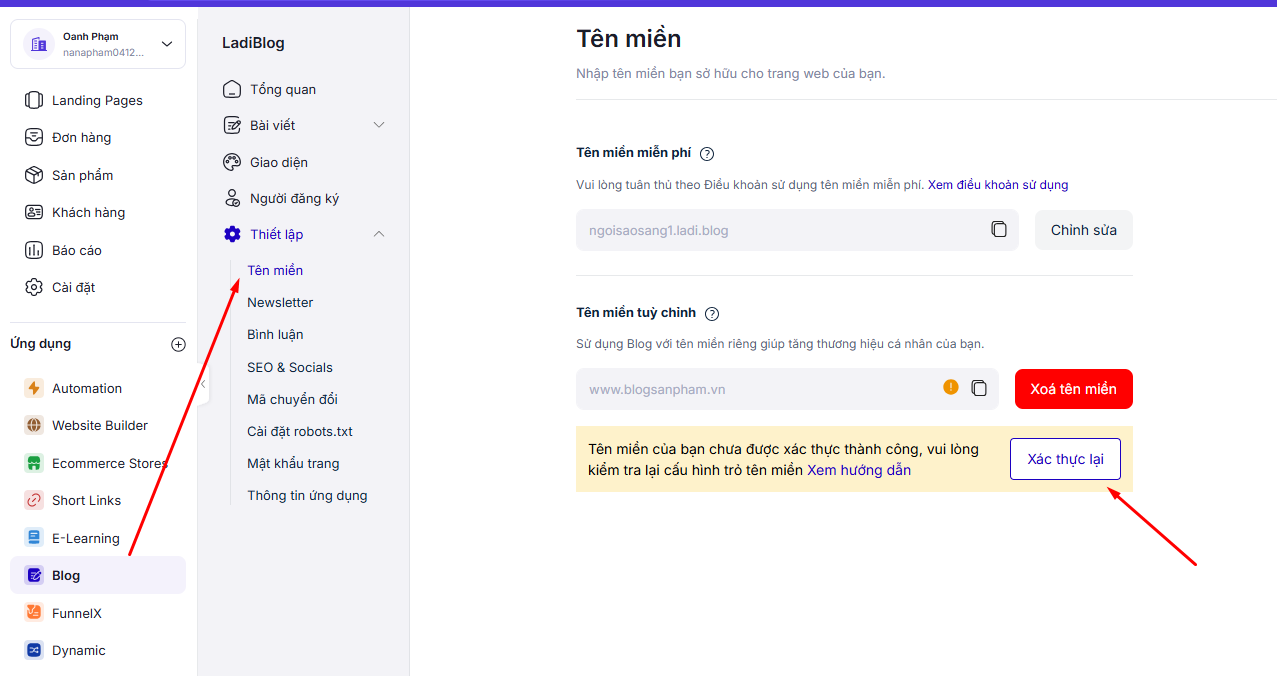 Oanh Phạm
nanapham0412...
Landing Pages
Đơn hàng
Sản phẩm
Khách hàng
Báo cáo
Cài đặt
Ứng dụng
Automation
Website Builder
Ecommerce Stores
Short Links
E-Learning
Blog
FunnelX
Dynamic
LadiBlog
Tổng quan
Bài viết
Giao diện
Người đăng ký
Thiết lập
Tên miền
Newsletter
Bình luận
SEO & Socials
Mã chuyển đổi
Cài đặt robots.txt
Mật khẩu trang
Thông tin ứng dụng
Tên miền
Nhập tên miền bạn sở hữu cho trang web của bạn.
Tên miền miễn phí ?
Vui lòng tuân thủ theo Điều khoản sử dụng tên miền miễn phí. Xem điều khoản sử dụng
ngoisaosang1.ladi.blog
Chỉnh sửa
Tên miền tuỳ chỉnh ?
Sử dụng Blog với tên miền riêng giúp tăng thương hiệu cá nhân của bạn.
www.blogsanpham.vn !
Xoá tên miền
Tên miền của bạn chưa được xác thực thành công, vui lòng
kiểm tra lại cấu hình trỏ tên miền Xem hướng dẫn
Xác thực lại